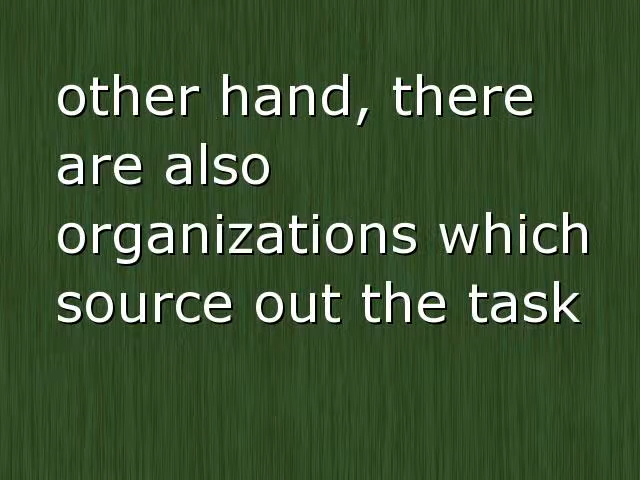 other hand, there
are also
organizations which
source out the task